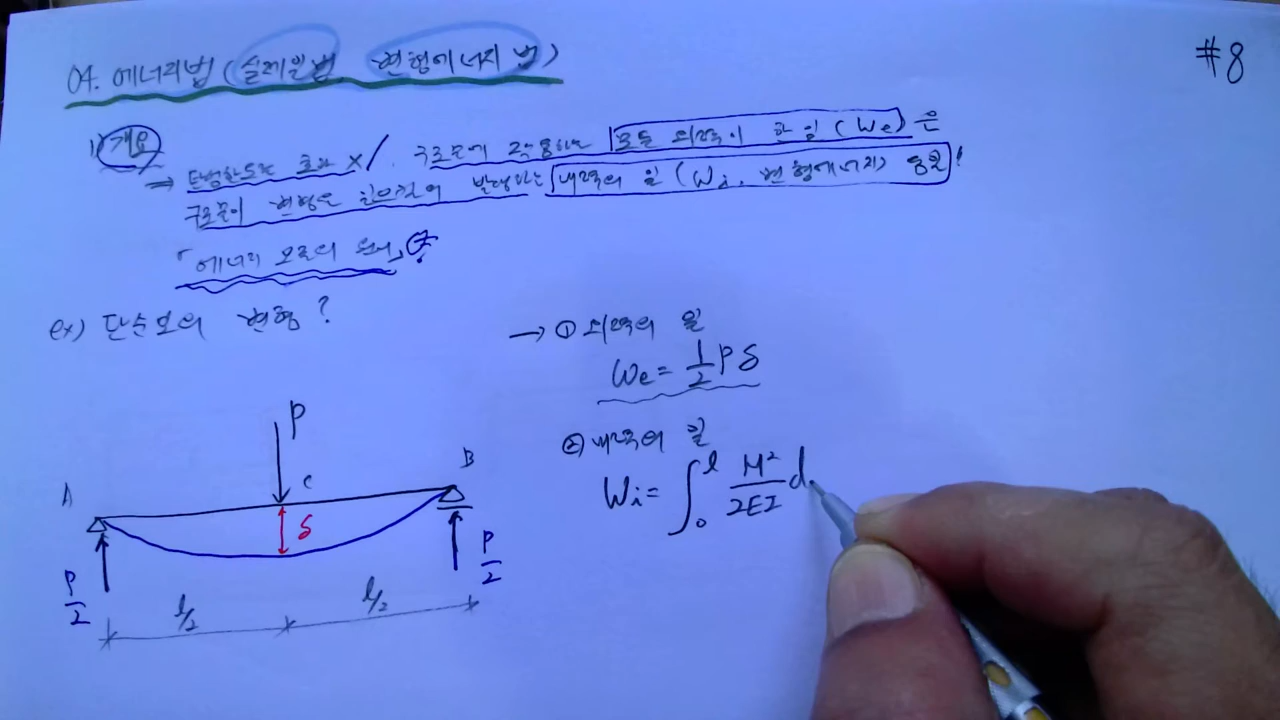 04. 에너지법 (실제일법 변형에너지법)
#8
1) 개요
⇒ 탄성한도는 효과 X / 구조물에 작용하는 모든 외력이 한 일 (We) 은
구조물이 변형을 일으키며 발생하는 내력의 일 (Wi, 변형에너지) 동일!
「에너지 보존의 원리」
ex) 단순보의 변형?
→ ① 외력의 일
We = 1/2 Pδ
② 내력의 일
Wi = ∫₀ˡ M²/2EI d
P
A
C
B
δ
P/2
P/2
l/2
l/2